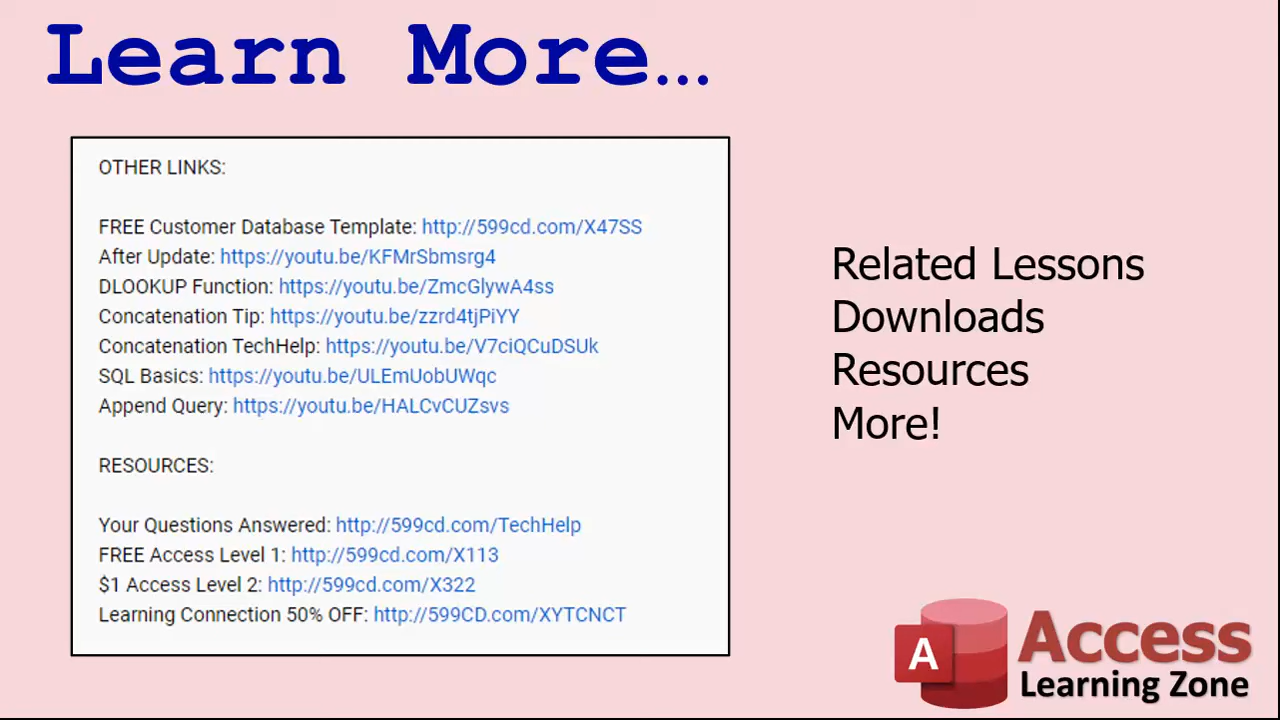 Learn More...
OTHER LINKS:
FREE Customer Database Template: http://599cd.com/X47SS
After Update: https://youtu.be/KFMrSbmsrg4
DLOOKUP Function: https://youtu.be/ZmcGlywA4ss
Concatenation Tip: https://youtu.be/zzrd4tjPiYY
Concatenation TechHelp: https://youtu.be/V7ciQCuDSUk
SQL Basics: https://youtu.be/ULEmUobUWqc
Append Query: https://youtu.be/HALCvCUZsvs
RESOURCES:
Your Questions Answered: http://599cd.com/TechHelp
FREE Access Level 1: http://599cd.com/X113
$1 Access Level 2: http://599cd.com/X322
Learning Connection 50% OFF: http://599CD.com/XYTCNCT
Related Lessons
Downloads
Resources
More!
A
Access
Learning Zone